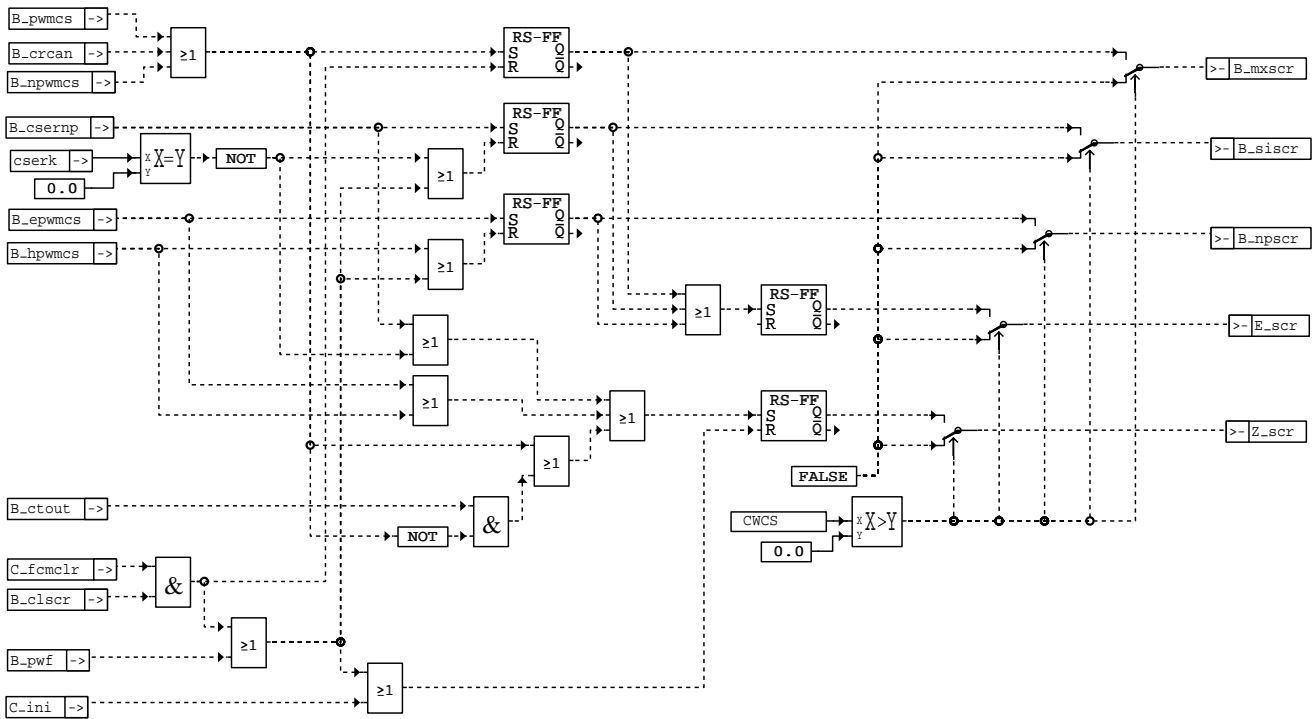 B_pwmcs ->
B_crcan ->
B_npwmcs ->
≥1
RS-FF
S Q
R Q
>- B_mxscr
B_csernp ->
RS-FF
S Q
R Q
cserk ->
X X=Y
Y
NOT
0.0
≥1
>- B_siscr
B_epwmcs ->
RS-FF
S Q
R Q
B_hpwmcs ->
≥1
>- B_npscr
≥1
RS-FF
S Q
R Q
>- E_scr
≥1
≥1
≥1
RS-FF
S Q
R Q
>- Z_scr
≥1
FALSE
B_ctout ->
NOT
&
CWCS
X X>Y
Y
0.0
C_fcmclr ->
B_clscr ->
&
B_pwf ->
≥1
C_ini ->
≥1